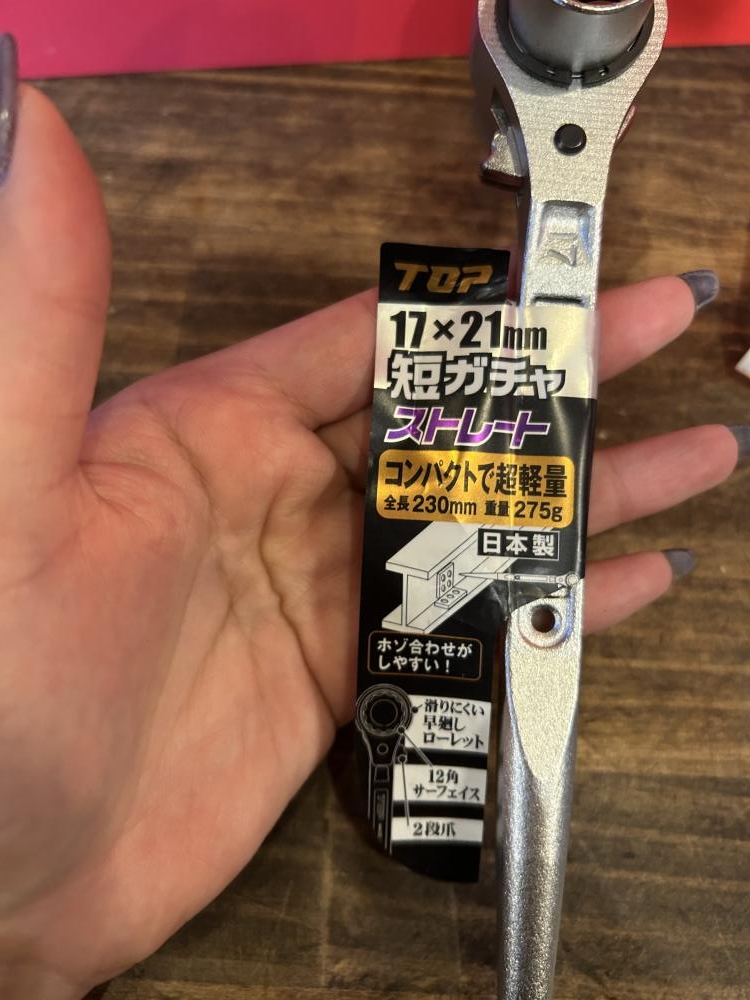 17
TOP
17×21mm
短ガチャ
ストレート
コンパクトで超軽量
全長230mm 重量275g
日本製
ホゾ合わせが
しやすい!
滑りにくい
早廻し
ローレット
12角
サーフェイス
2段爪